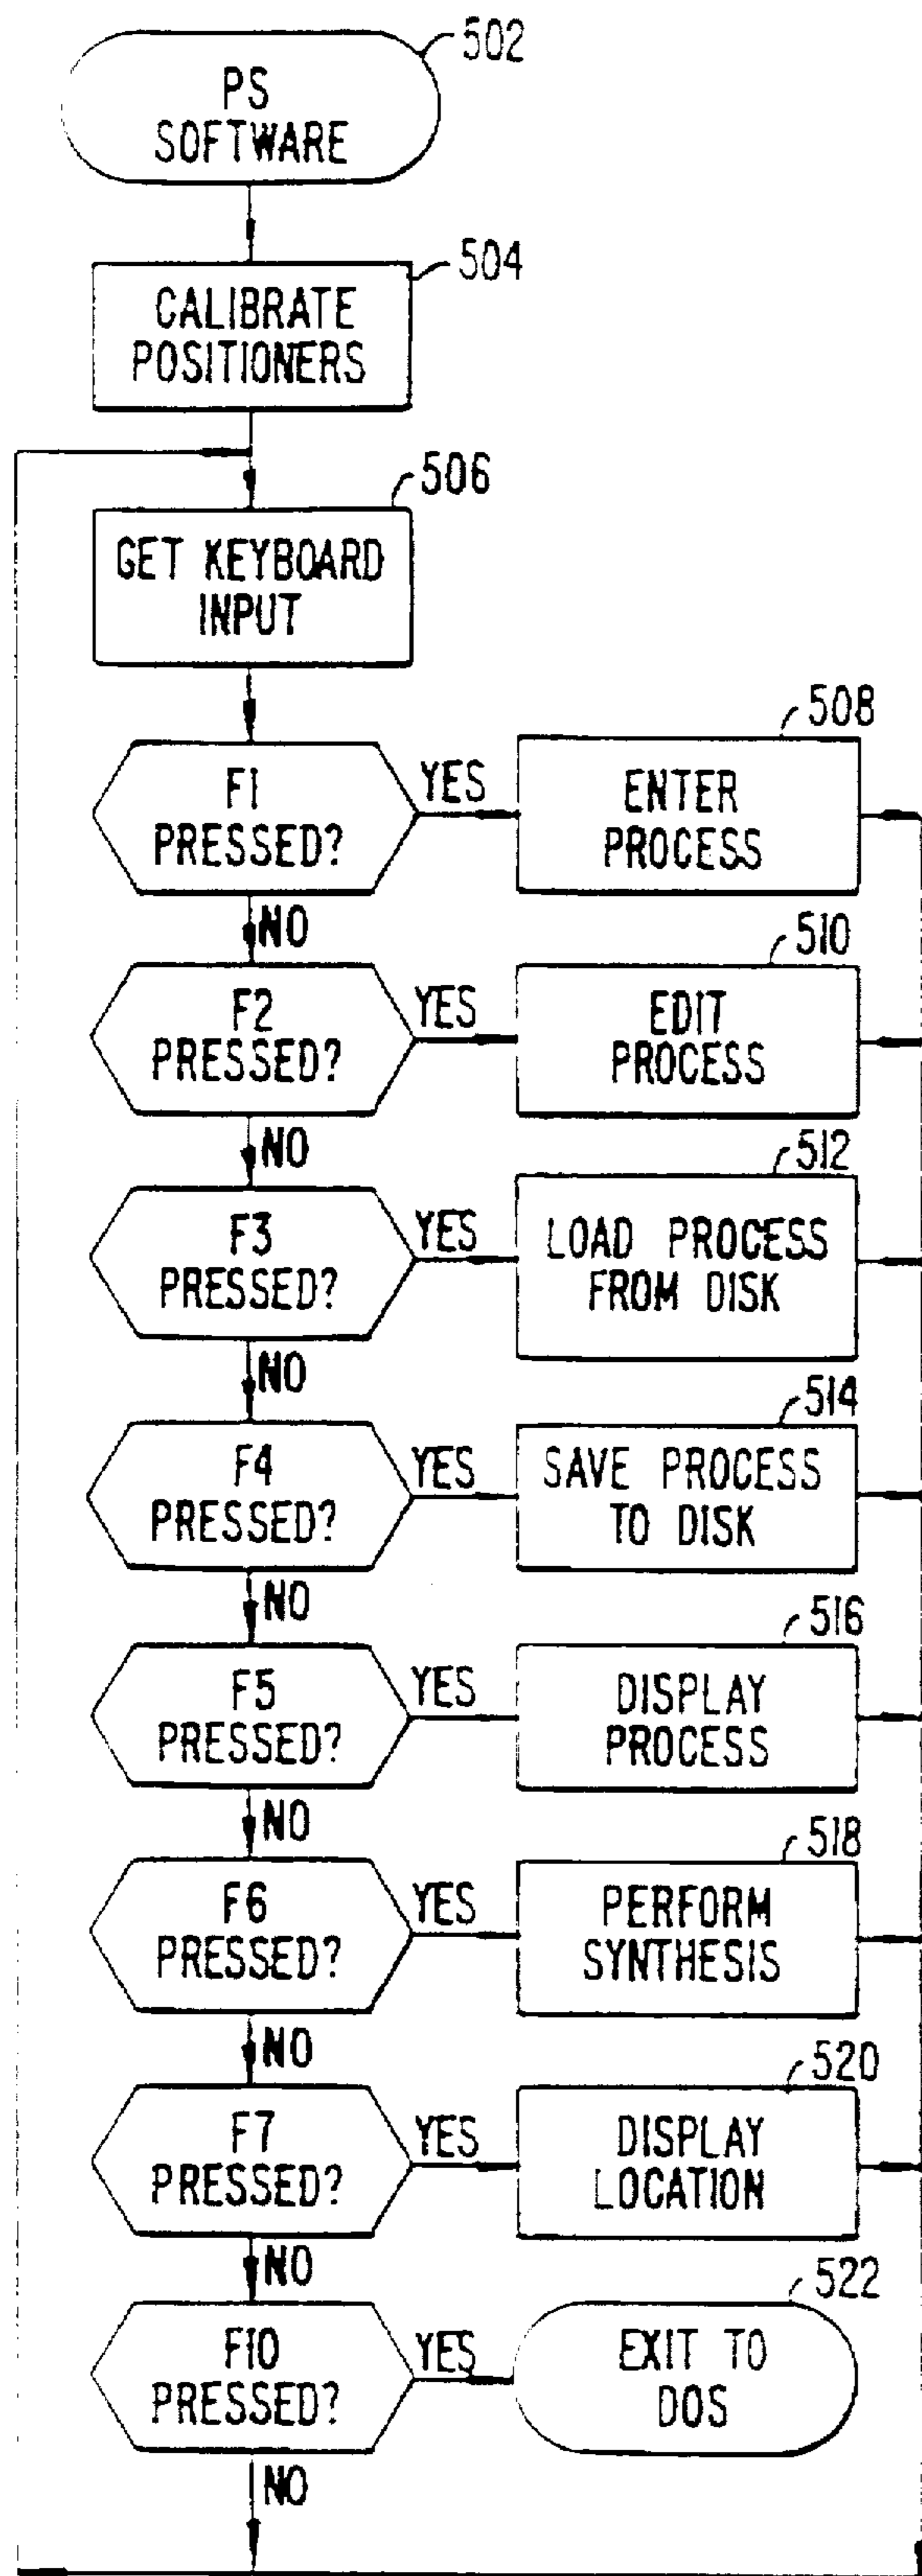 502
PS
SOFTWARE
504
CALIBRATE
POSITIONERS
506
GET KEYBOARD
INPUT
508
F1
PRESSED?
YES
ENTER
PROCESS
NO
510
F2
PRESSED?
YES
EDIT
PROCESS
NO
512
F3
PRESSED?
YES
LOAD PROCESS
FROM DISK
NO
514
F4
PRESSED?
YES
SAVE PROCESS
TO DISK
NO
516
F5
PRESSED?
YES
DISPLAY
PROCESS
NO
518
F6
PRESSED?
YES
PERFORM
SYNTHESIS
NO
520
F7
PRESSED?
YES
DISPLAY
LOCATION
NO
522
F10
PRESSED?
YES
EXIT TO
DOS
NO